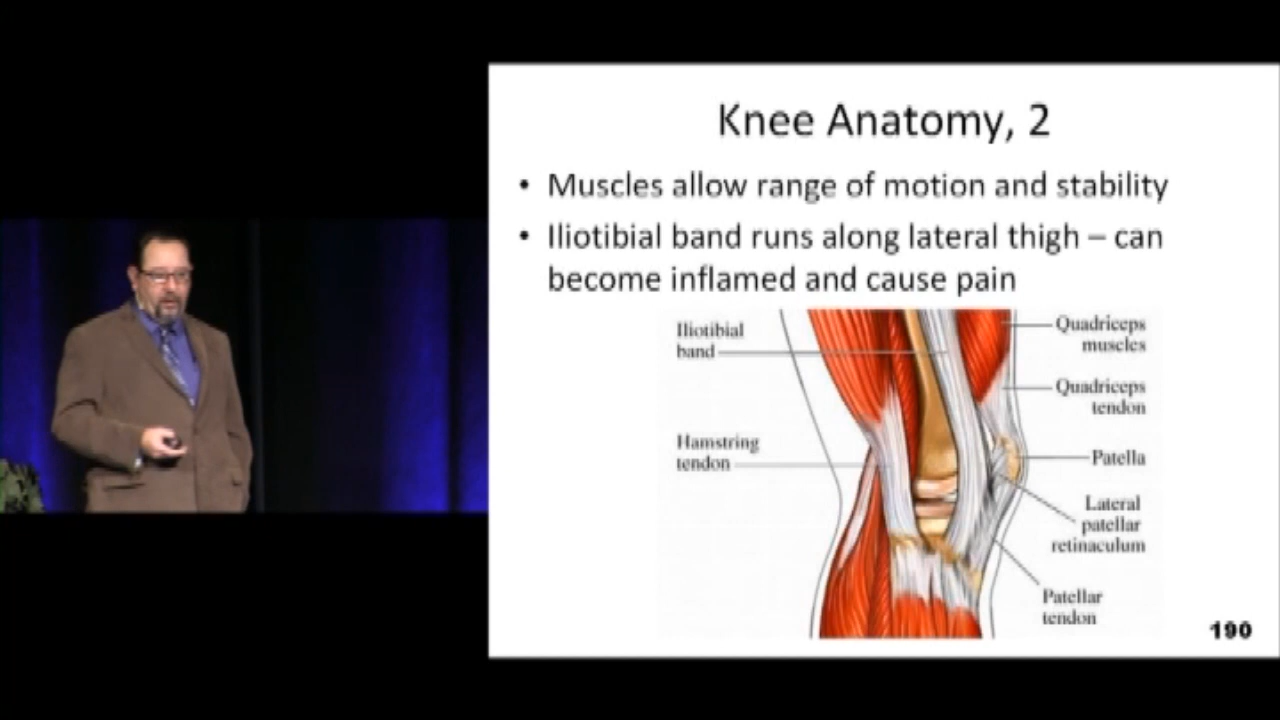 Knee Anatomy, 2
• Muscles allow range of motion and stability
• Iliotibial band runs along lateral thigh – can
become inflamed and cause pain
Iliotibial
band
Hamstring
tendon
Quadriceps
muscles
Quadriceps
tendon
Patella
Lateral
patellar
retinaculum
Patellar
tendon
190